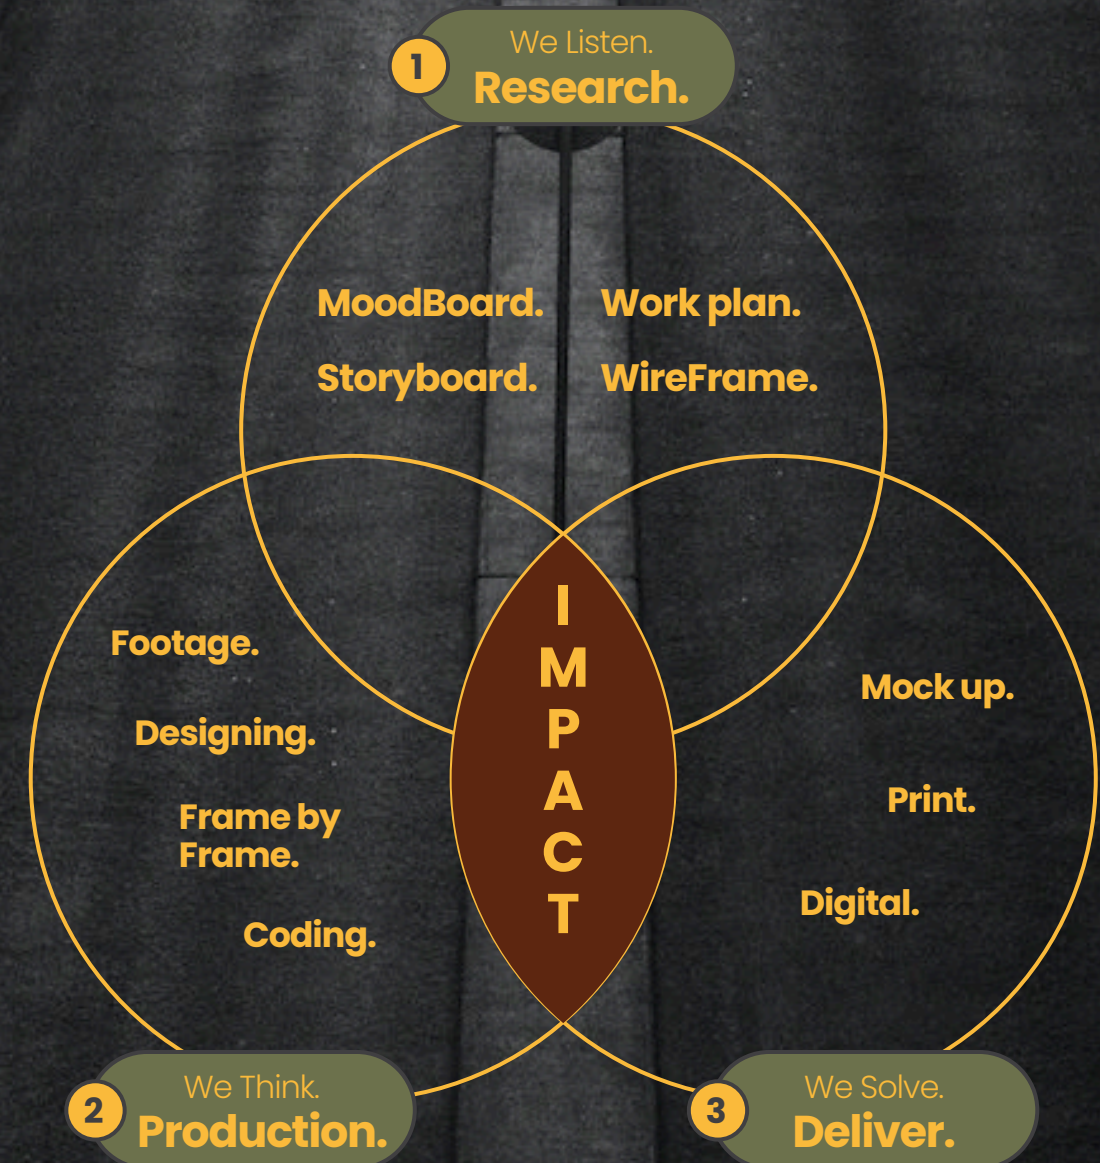 1
We Listen.
Research.
MoodBoard.
Work plan.
Storyboard.
WireFrame.
Footage.
Designing.
Frame by
Frame.
Coding.
IMPACT
Mock up.
Print.
Digital.
2
We Think.
Production.
3
We Solve.
Deliver.